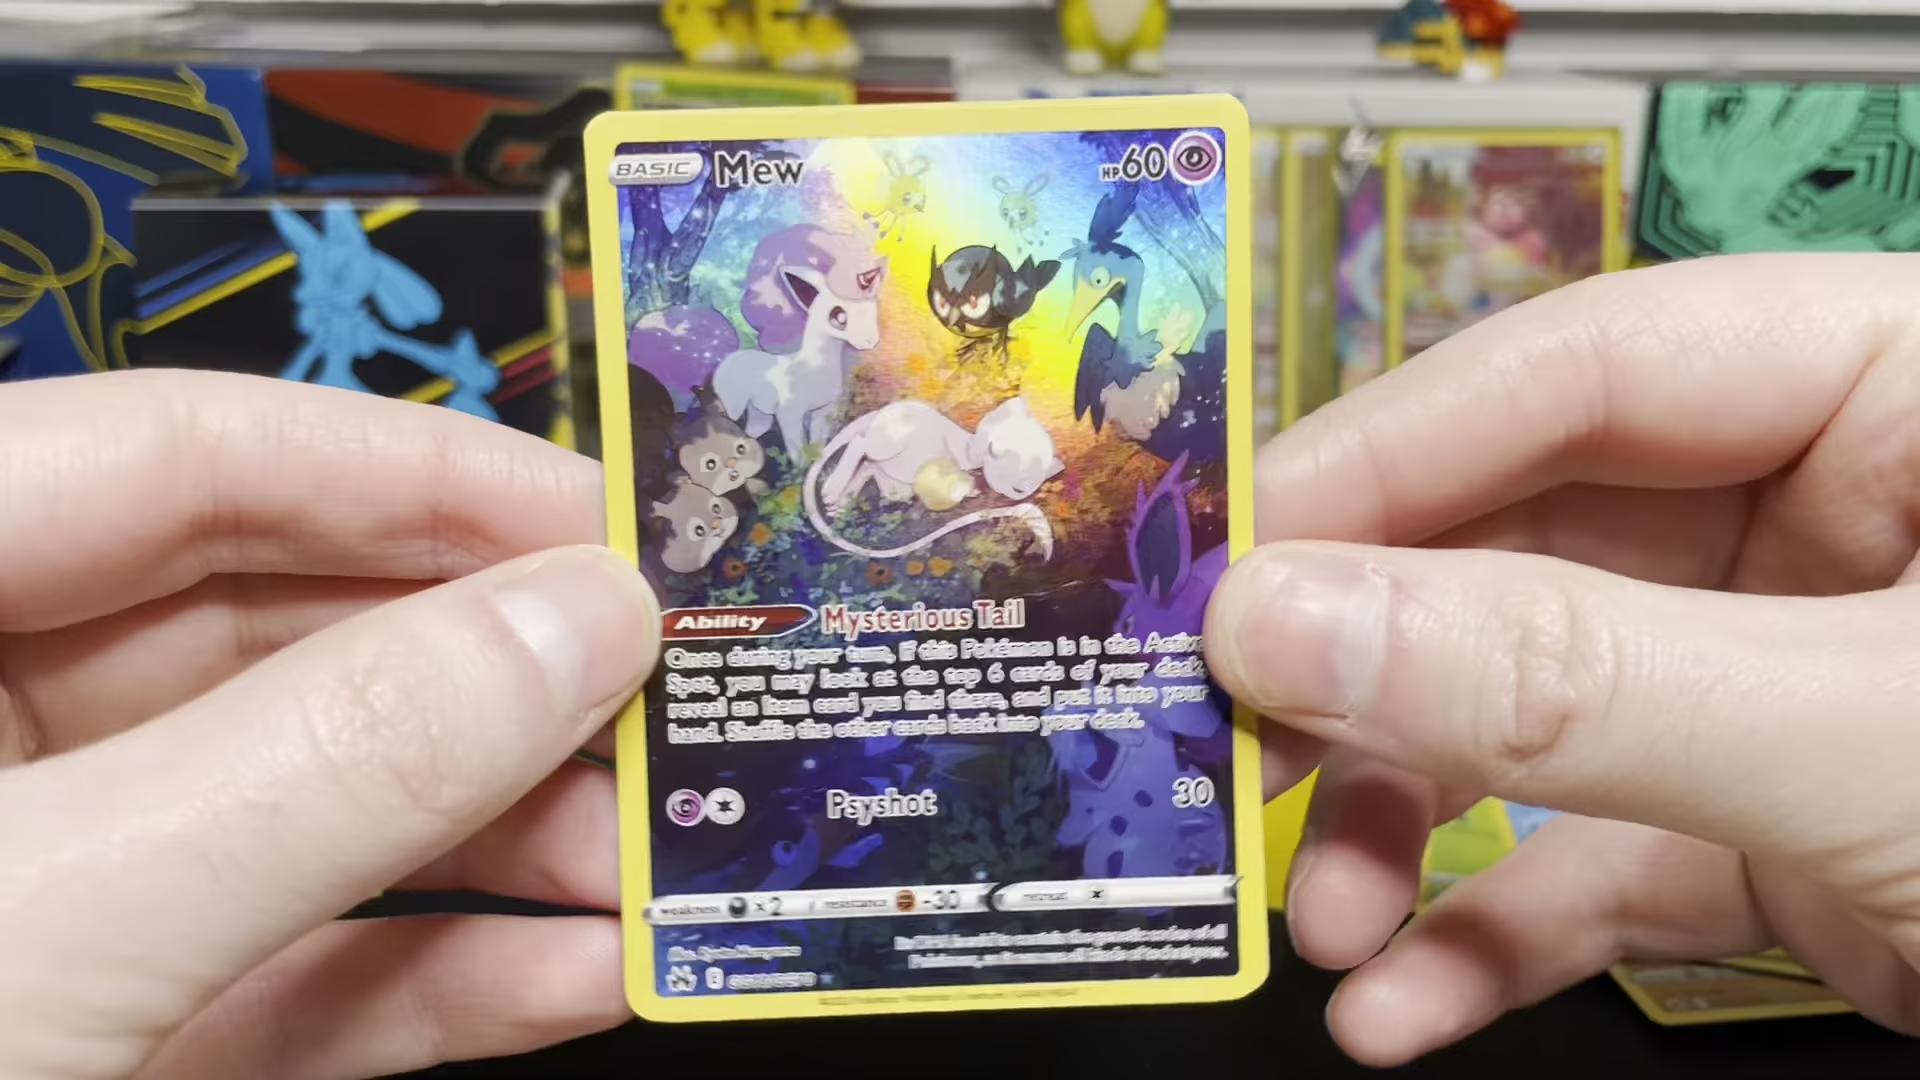 BASIC Mew HP60
Ability Mysterious Tail
Once during your turn, if this Pokémon is in the Active
Spot, you may look at the top 6 cards of your deck,
reveal an Item card you find there, and put it into your
hand. Shuffle the other cards back into your deck.
Psyshot 30
weakness ×2 resistance -30 retreat